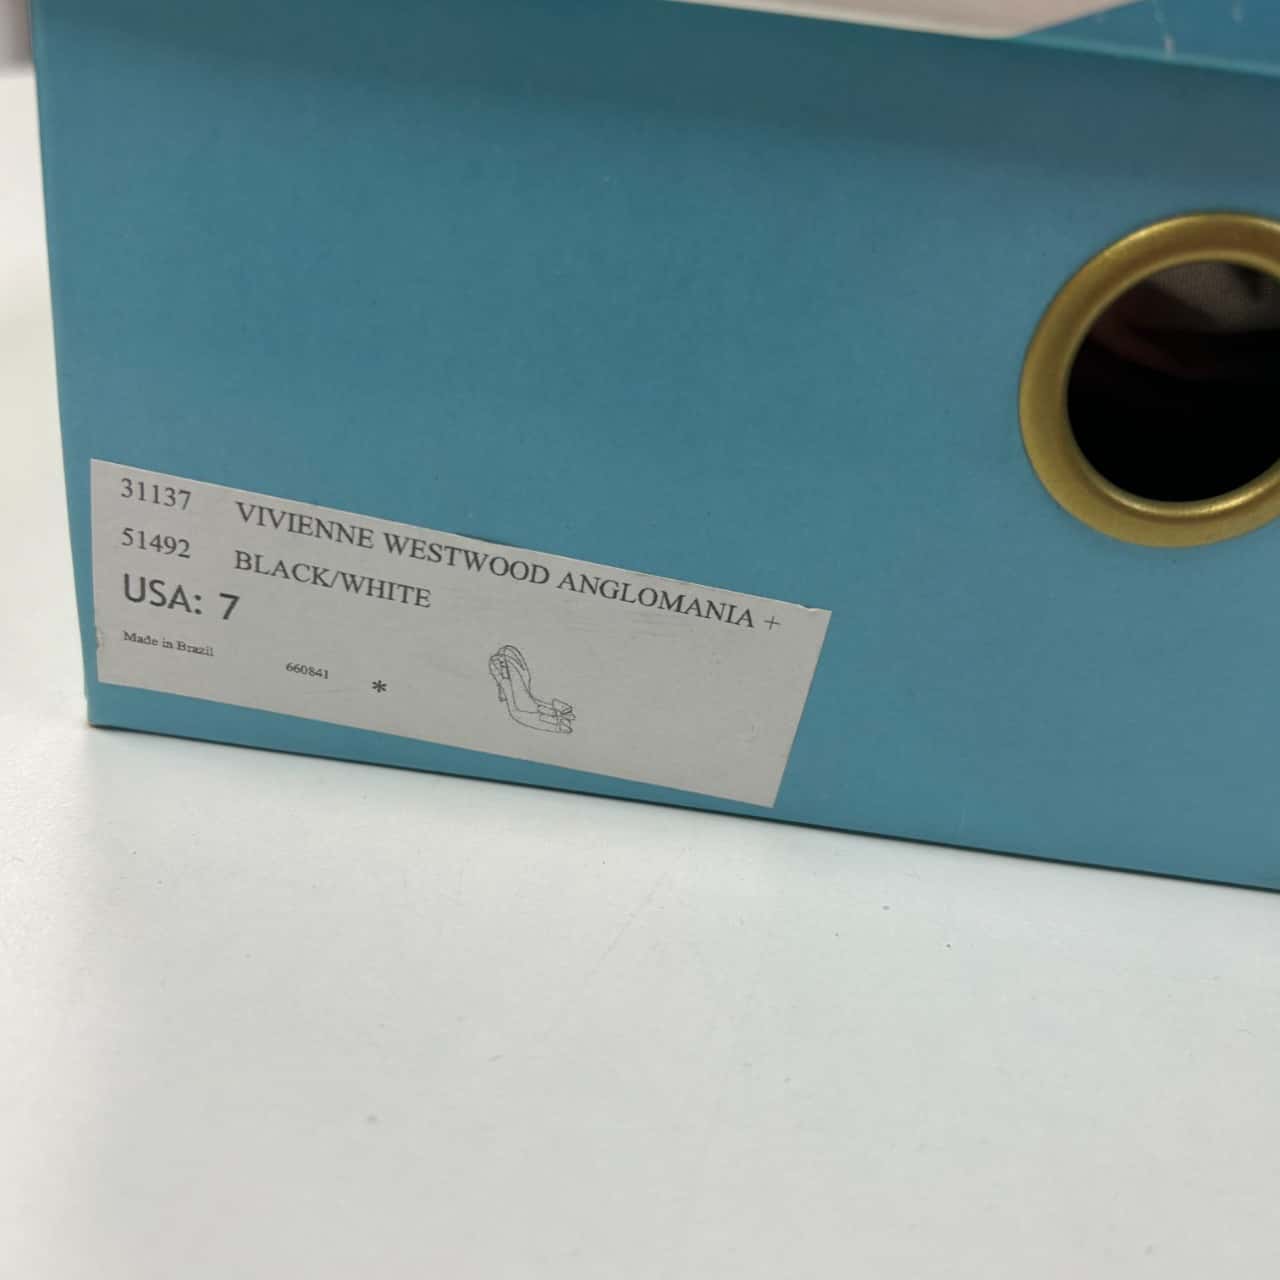 31137 VIVIENNE WESTWOOD ANGLOMANIA +
51492 BLACK/WHITE
USA: 7
Made in Brazil
660841 *